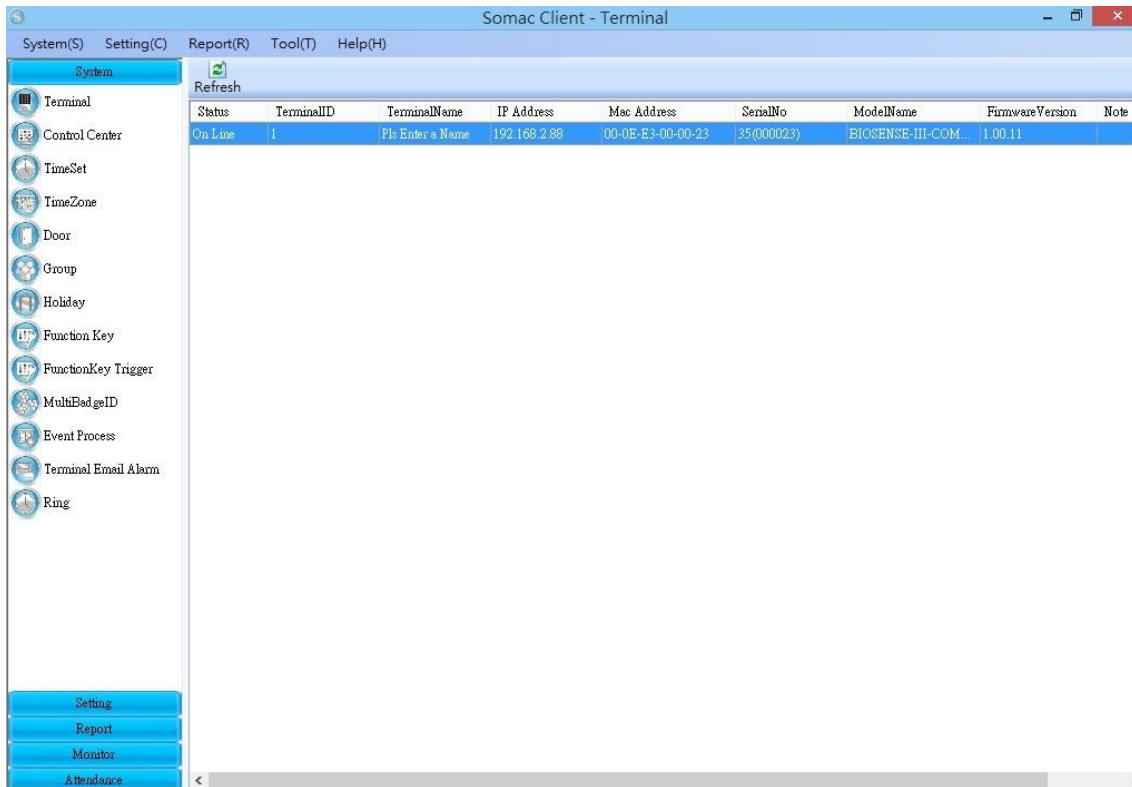 Somac Client - Terminal
System(S) Setting(C) Report(R) Tool(T) Help(H)
System
Terminal
Control Center
TimeSet
TimeZone
Door
Group
Holiday
Function Key
FunctionKey Trigger
MultiBadgeID
Event Process
Terminal Email Alarm
Ring
Setting
Report
Monitor
Attendance
Refresh
Status TerminalID TerminalName IP Address Mac Address SerialNo ModelName FirmwareVersion Note
On Line 1 Pls Enter a Name 192.168.2.88 00-0E-E3-00-00-23 35(000023) BIOSENSE-III-COM... 1.00.11